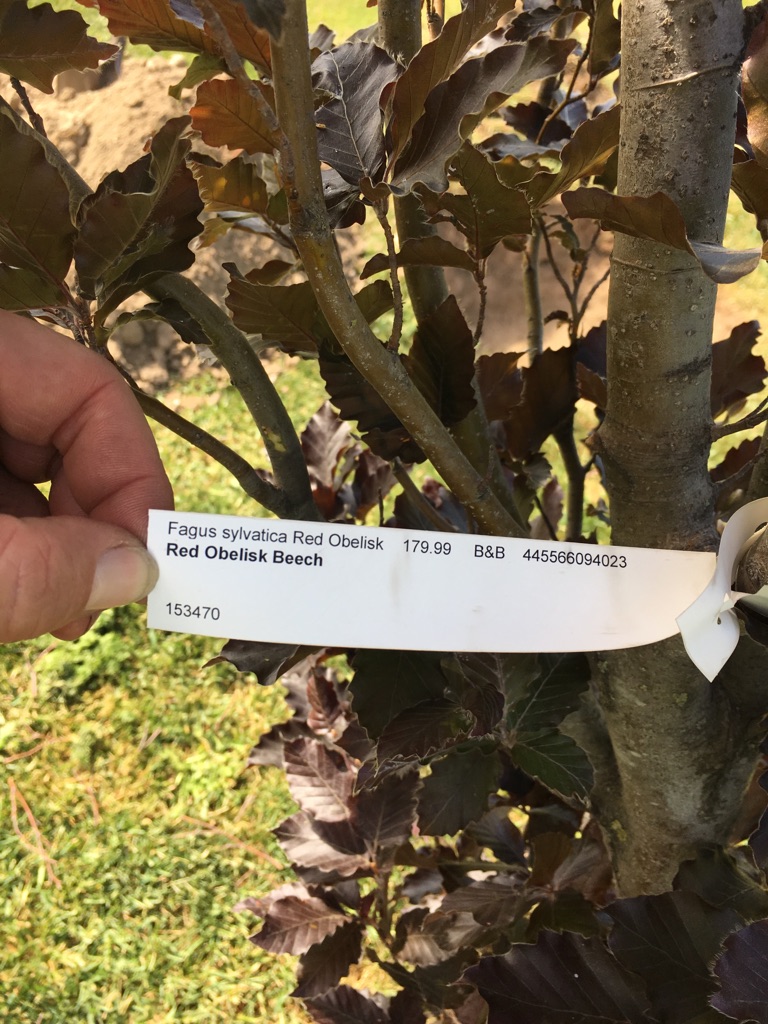 Fagus sylvatica Red Obelisk 179.99 B&B 445566094023
Red Obelisk Beech
153470